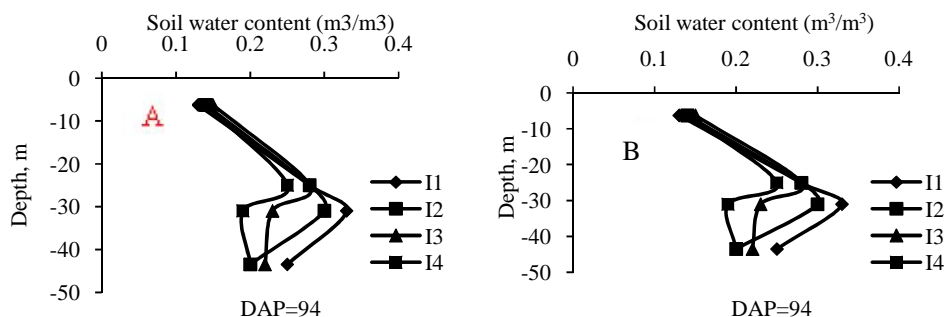 Soil water content (m3/m3)
0 0.1 0.2 0.3 0.4
0
-10
-20
-30
-40
-50
Depth, m
A
I1
I2
I3
I4
DAP=94
Soil water content (m³/m³)
0 0.1 0.2 0.3 0.4
0
-10
-20
-30
-40
-50
Depth, m
B
I1
I2
I3
I4
DAP=94